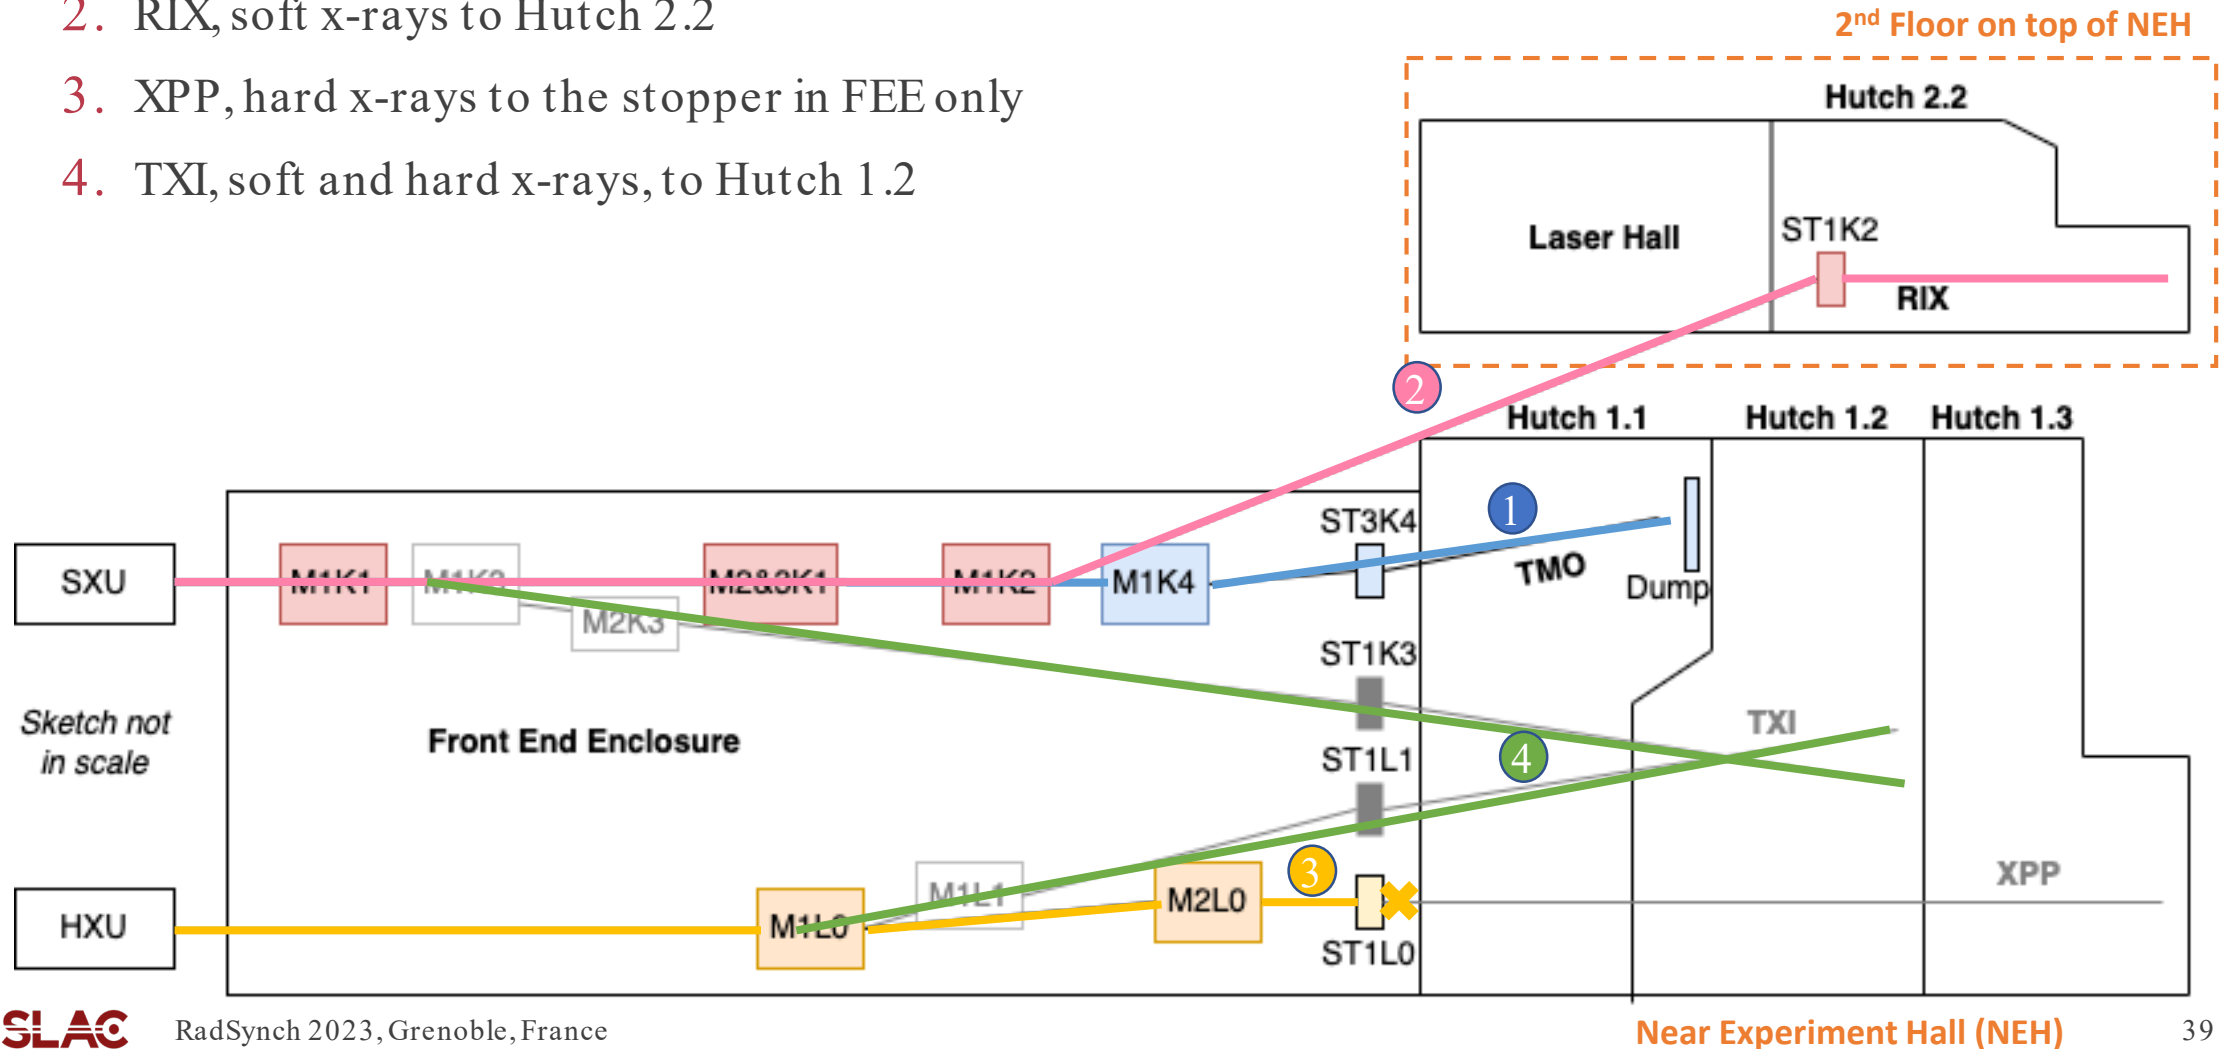 2. RIX, soft x-rays to Hutch 2.2
3. XPP, hard x-rays to the stopper in FEE only
4. TXI, soft and hard x-rays, to Hutch 1.2
2nd Floor on top of NEH
Hutch 2.2
Laser Hall
ST1K2
RIX
2
Hutch 1.1
Hutch 1.2
Hutch 1.3
1
ST3K4
TMO
Dump
SXU
M1K1
M1K3
M2K3
M2&3K1
M1K2
M1K4
ST1K3
Sketch not
in scale
Front End Enclosure
TXI
4
ST1L1
3
XPP
HXU
M1L0
M1L1
M2L0
ST1L0
SLAC
RadSynch 2023, Grenoble, France
Near Experiment Hall (NEH)
39